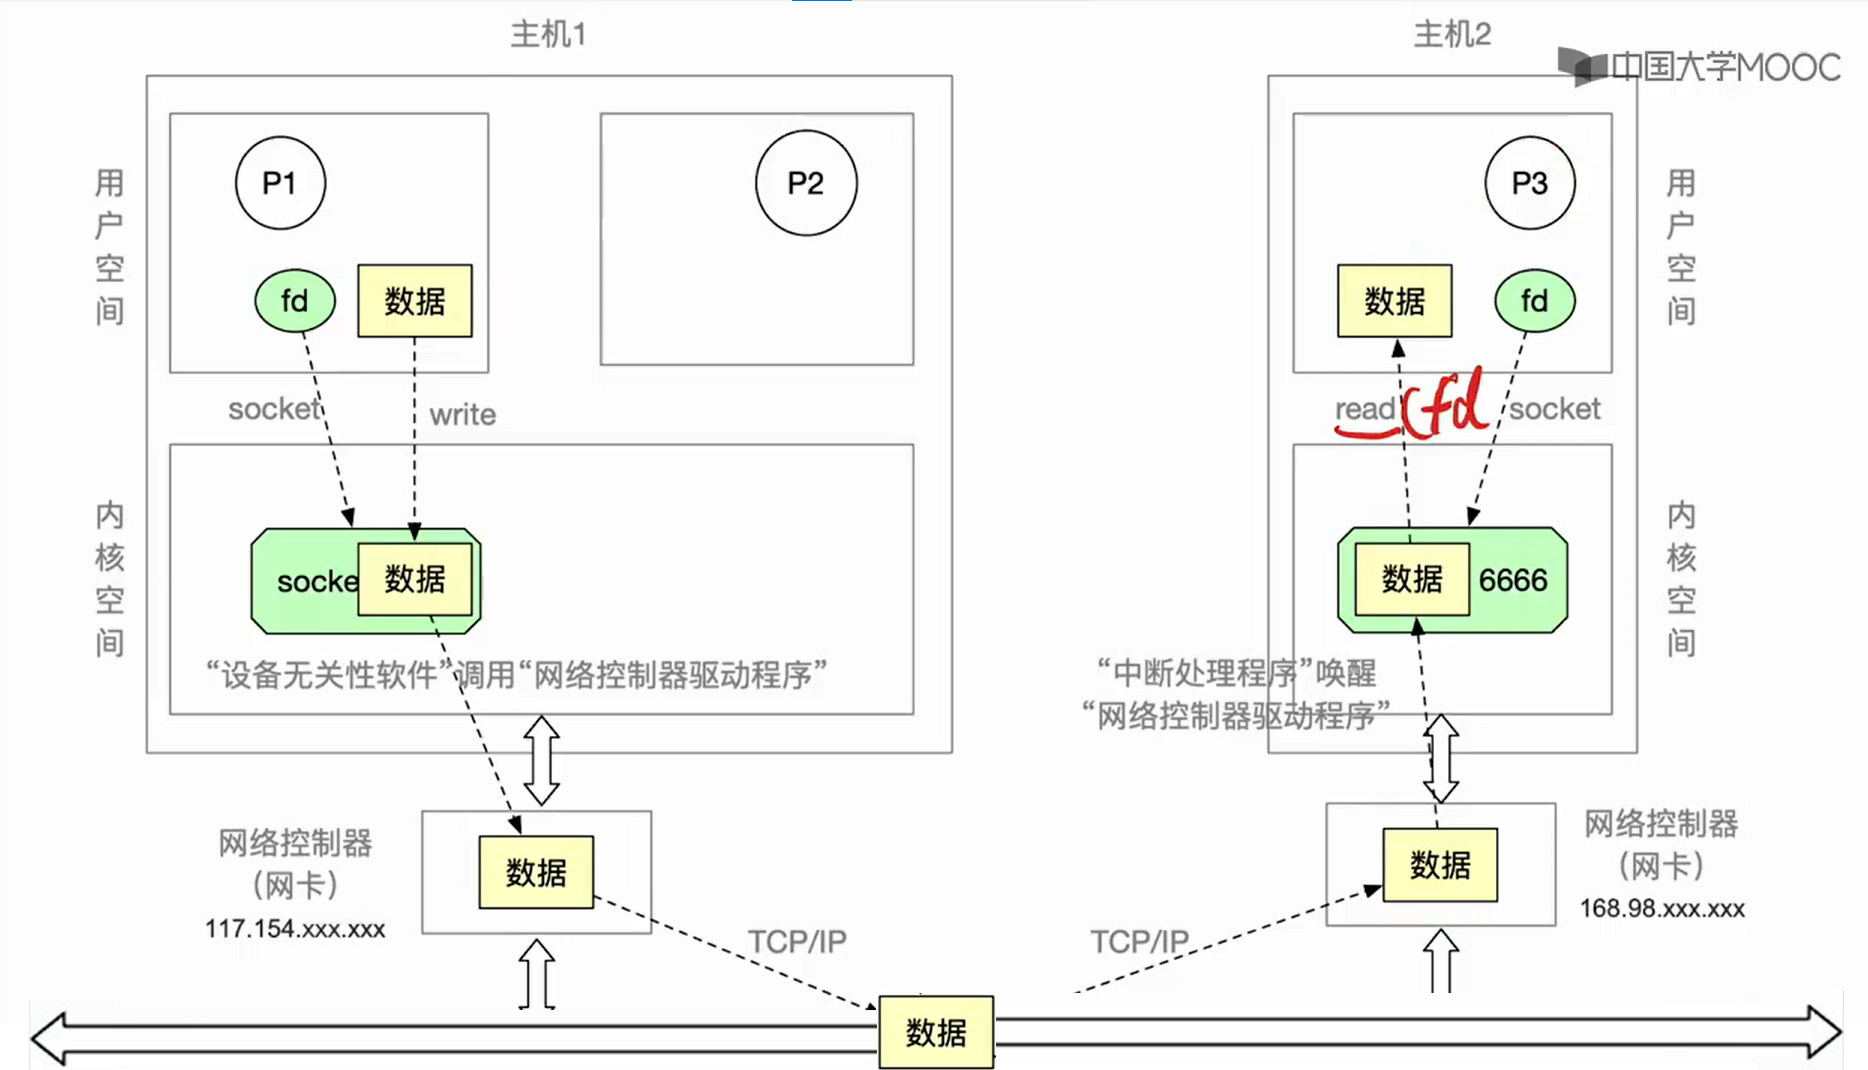 主机1
主机2
中国大学MOOC
P1
P2
P3
用户空间
用户空间
fd
数据
数据
fd
socket
write
read
(fd
socket
内核空间
内核空间
socke
数据
数据
6666
“设备无关性软件”调用“网络控制器驱动程序”
“中断处理程序”唤醒
“网络控制器驱动程序”
网络控制器
（网卡）
117.154.xxx.xxx
数据
数据
网络控制器
（网卡）
168.98.xxx.xxx
TCP/IP
TCP/IP
数据